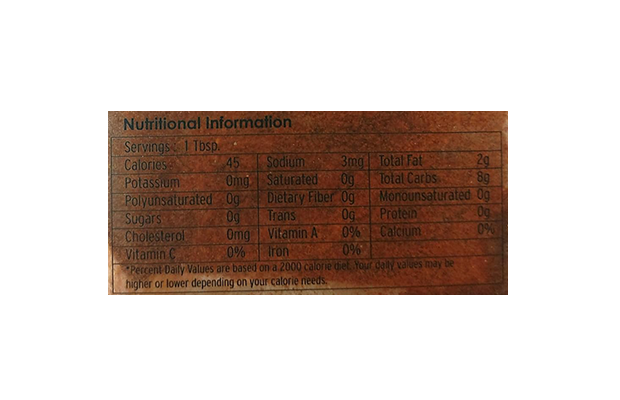 Nutritional Information
Servings : 1 Tbsp.
Calories 45 Sodium 3mg Total Fat 2g
Potassium 0mg Saturated 0g Total Carbs 8g
Polyunsaturated 0g Dietary Fiber 0g Monounsaturated 0g
Sugars 0g Trans 0g Protein 0g
Cholesterol 0mg Vitamin A 0% Calcium 0%
Vitamin C 0% Iron 0%
*Percent Daily Values are based on a 2000 calorie diet. Your daily values may be
higher or lower depending on your calorie needs.